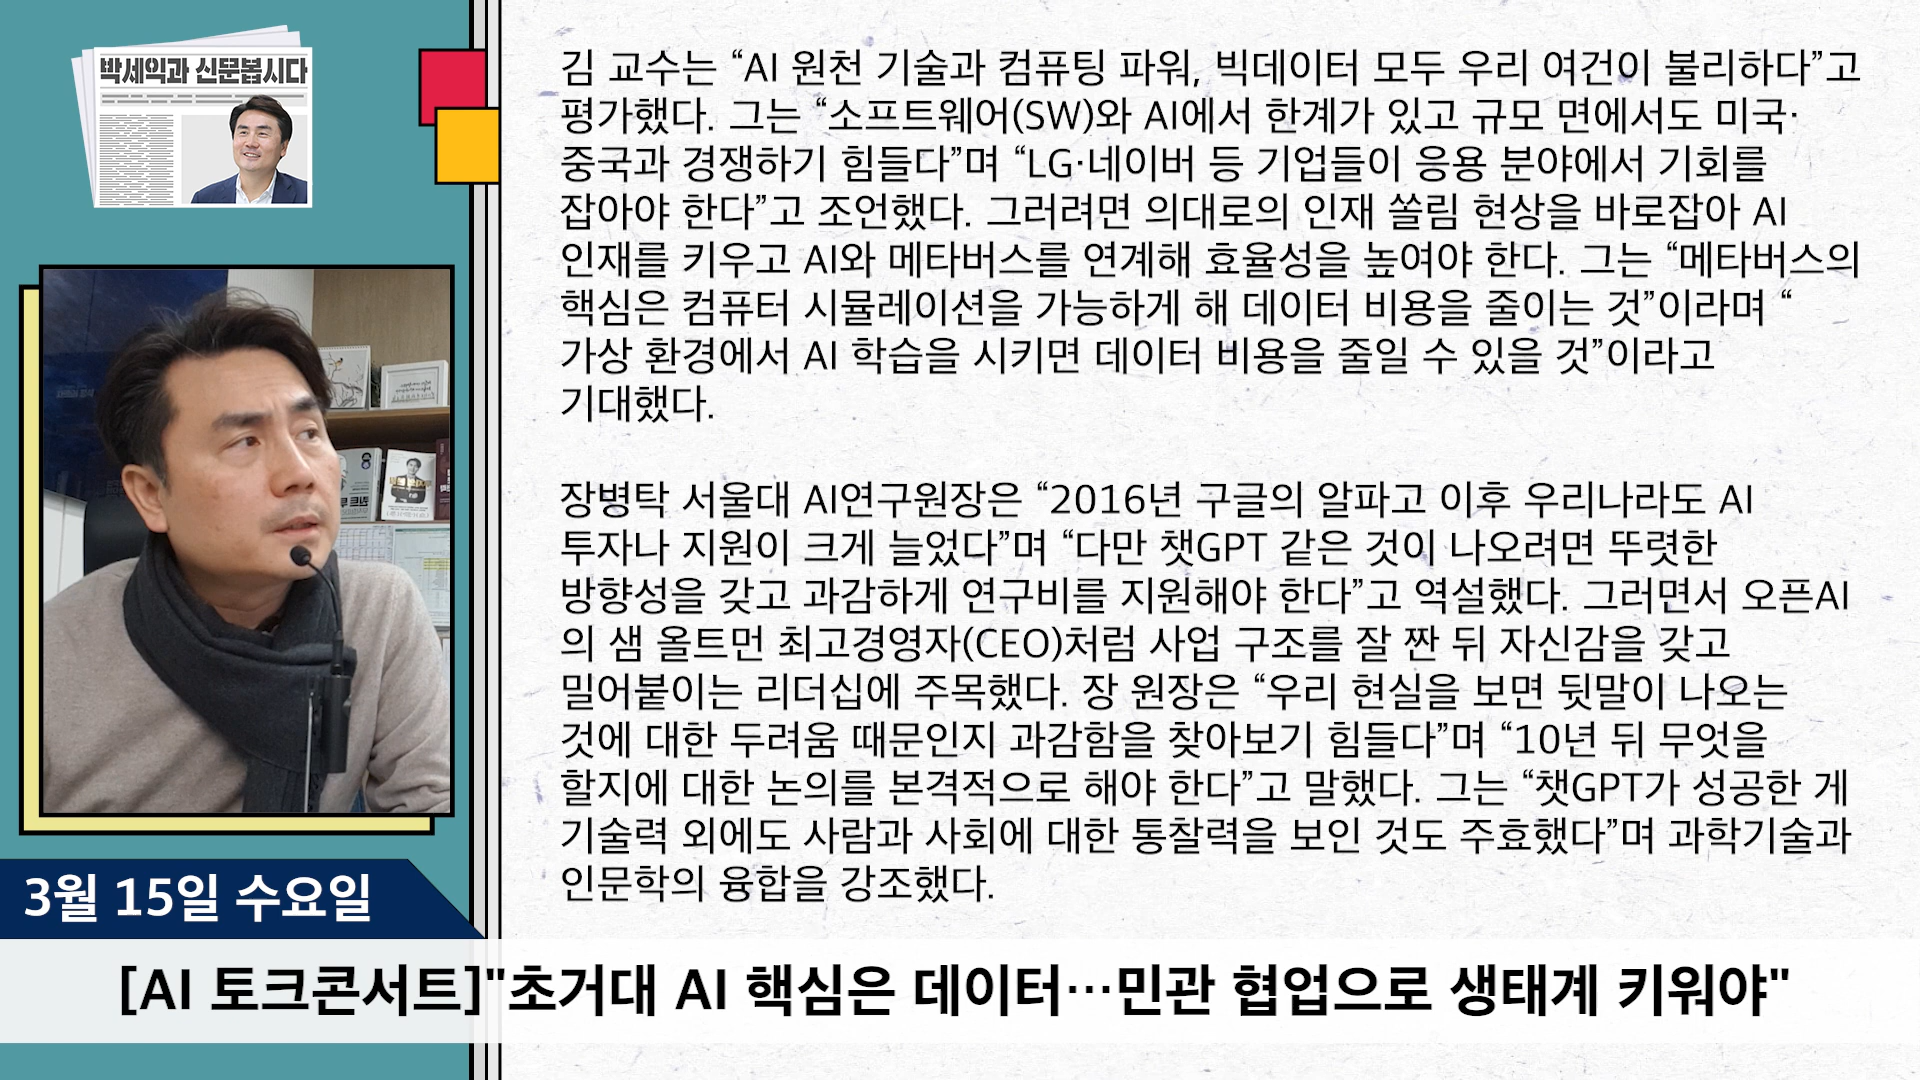 박세익과 신문봅시다
김 교수는 “AI 원천 기술과 컴퓨팅 파워, 빅데이터 모두 우리 여건이 불리하다”고
평가했다. 그는 “소프트웨어(SW)와 AI에서 한계가 있고 규모 면에서도 미국·
중국과 경쟁하기 힘들다”며 “LG·네이버 등 기업들이 응용 분야에서 기회를
잡아야 한다”고 조언했다. 그러려면 의대로의 인재 쏠림 현상을 바로잡아 AI
인재를 키우고 AI와 메타버스를 연계해 효율성을 높여야 한다. 그는 “메타버스의
핵심은 컴퓨터 시뮬레이션을 가능하게 해 데이터 비용을 줄이는 것”이라며 “
가상 환경에서 AI 학습을 시키면 데이터 비용을 줄일 수 있을 것”이라고
기대했다.
장병탁 서울대 AI연구원장은 “2016년 구글의 알파고 이후 우리나라도 AI
투자나 지원이 크게 늘었다”며 “다만 챗GPT 같은 것이 나오려면 뚜렷한
방향성을 갖고 과감하게 연구비를 지원해야 한다”고 역설했다. 그러면서 오픈AI
의 샘 올트먼 최고경영자(CEO)처럼 사업 구조를 잘 짠 뒤 자신감을 갖고
밀어붙이는 리더십에 주목했다. 장 원장은 “우리 현실을 보면 뒷말이 나오는
것에 대한 두려움 때문인지 과감함을 찾아보기 힘들다”며 “10년 뒤 무엇을
할지에 대한 논의를 본격적으로 해야 한다”고 말했다. 그는 “챗GPT가 성공한 게
기술력 외에도 사람과 사회에 대한 통찰력을 보인 것도 주효했다”며 과학기술과
인문학의 융합을 강조했다.
3월 15일 수요일
[AI 토크콘서트]"초거대 AI 핵심은 데이터…민관 협업으로 생태계 키워야"